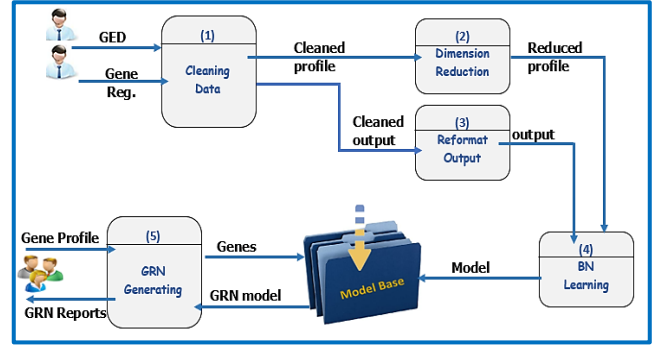 GED
Gene
Reg.
(1)
Cleaning
Data
Cleaned
profile
(2)
Dimension
Reduction
Reduced
profile
Cleaned
output
(3)
Reformat
Output
output
(4)
BN
Learning
Model
Model Base
Genes
GRN model
(5)
GRN
Generating
Gene Profile
GRN Reports